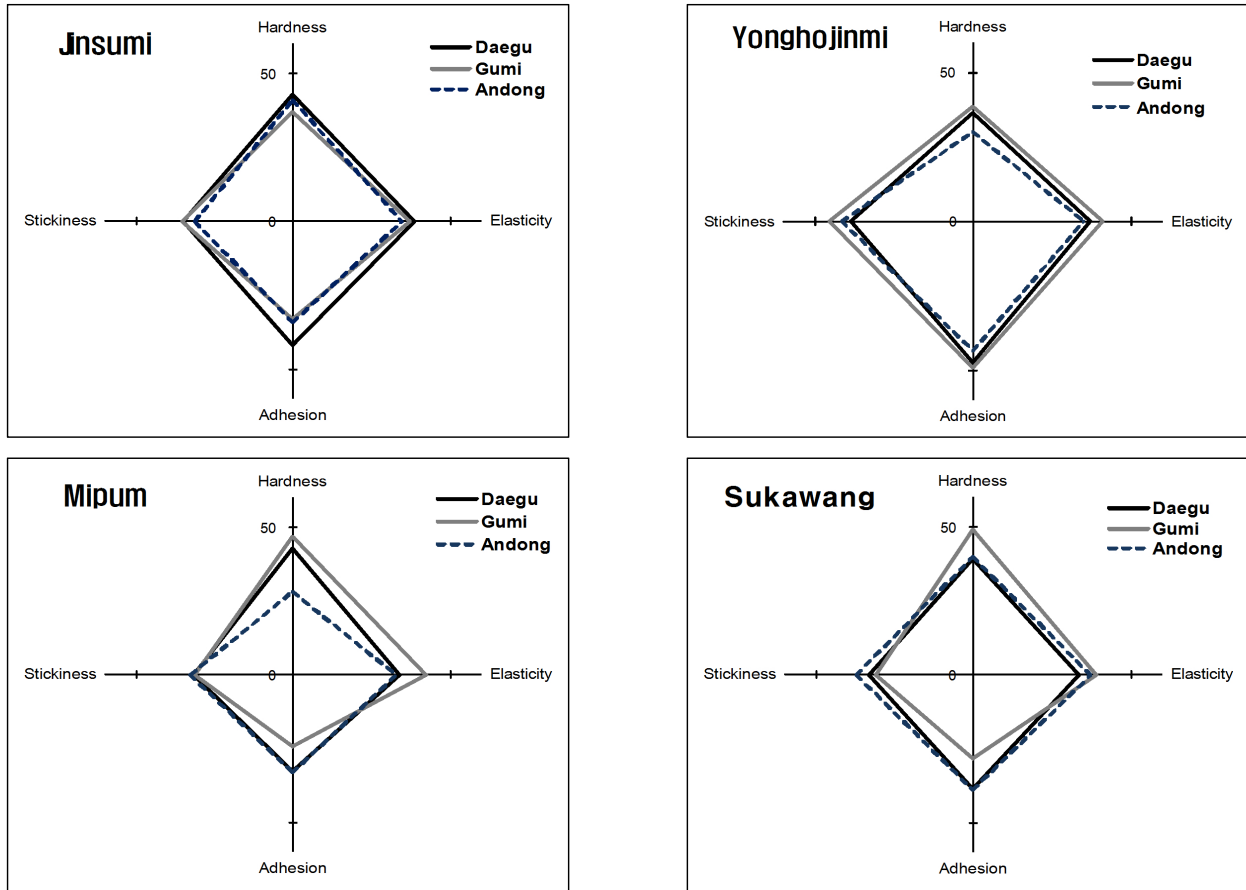 Jinsumi
Hardness
Daegu
Gumi
Andong
50
Stickiness
0
Elasticity
Adhesion
Yonghojinmi
Hardness
Daegu
Gumi
Andong
50
Stickiness
0
Elasticity
Adhesion
Mipum
Hardness
Daegu
Gumi
Andong
50
Stickiness
0
Elasticity
Adhesion
Sukawang
Hardness
Daegu
Gumi
Andong
50
Stickiness
0
Elasticity
Adhesion